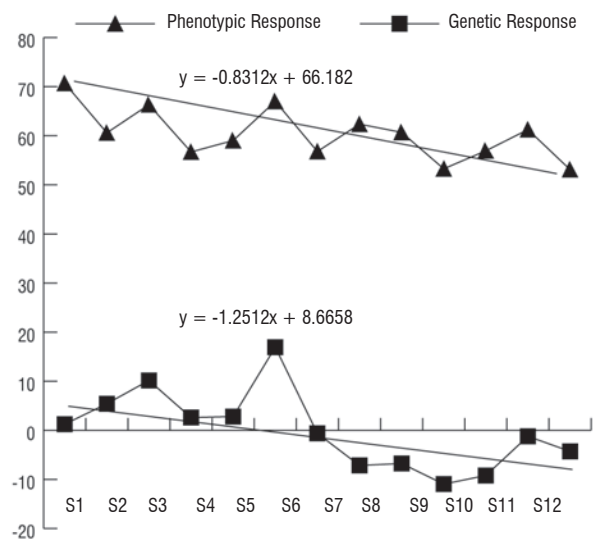 Phenotypic Response Genetic Response
80
70
y = -0.8312x + 66.182
60
50
40
30
y = -1.2512x + 8.6658
20
10
0
-10
S1 S2 S3 S4 S5 S6 S7 S8 S9 S10 S11 S12
-20